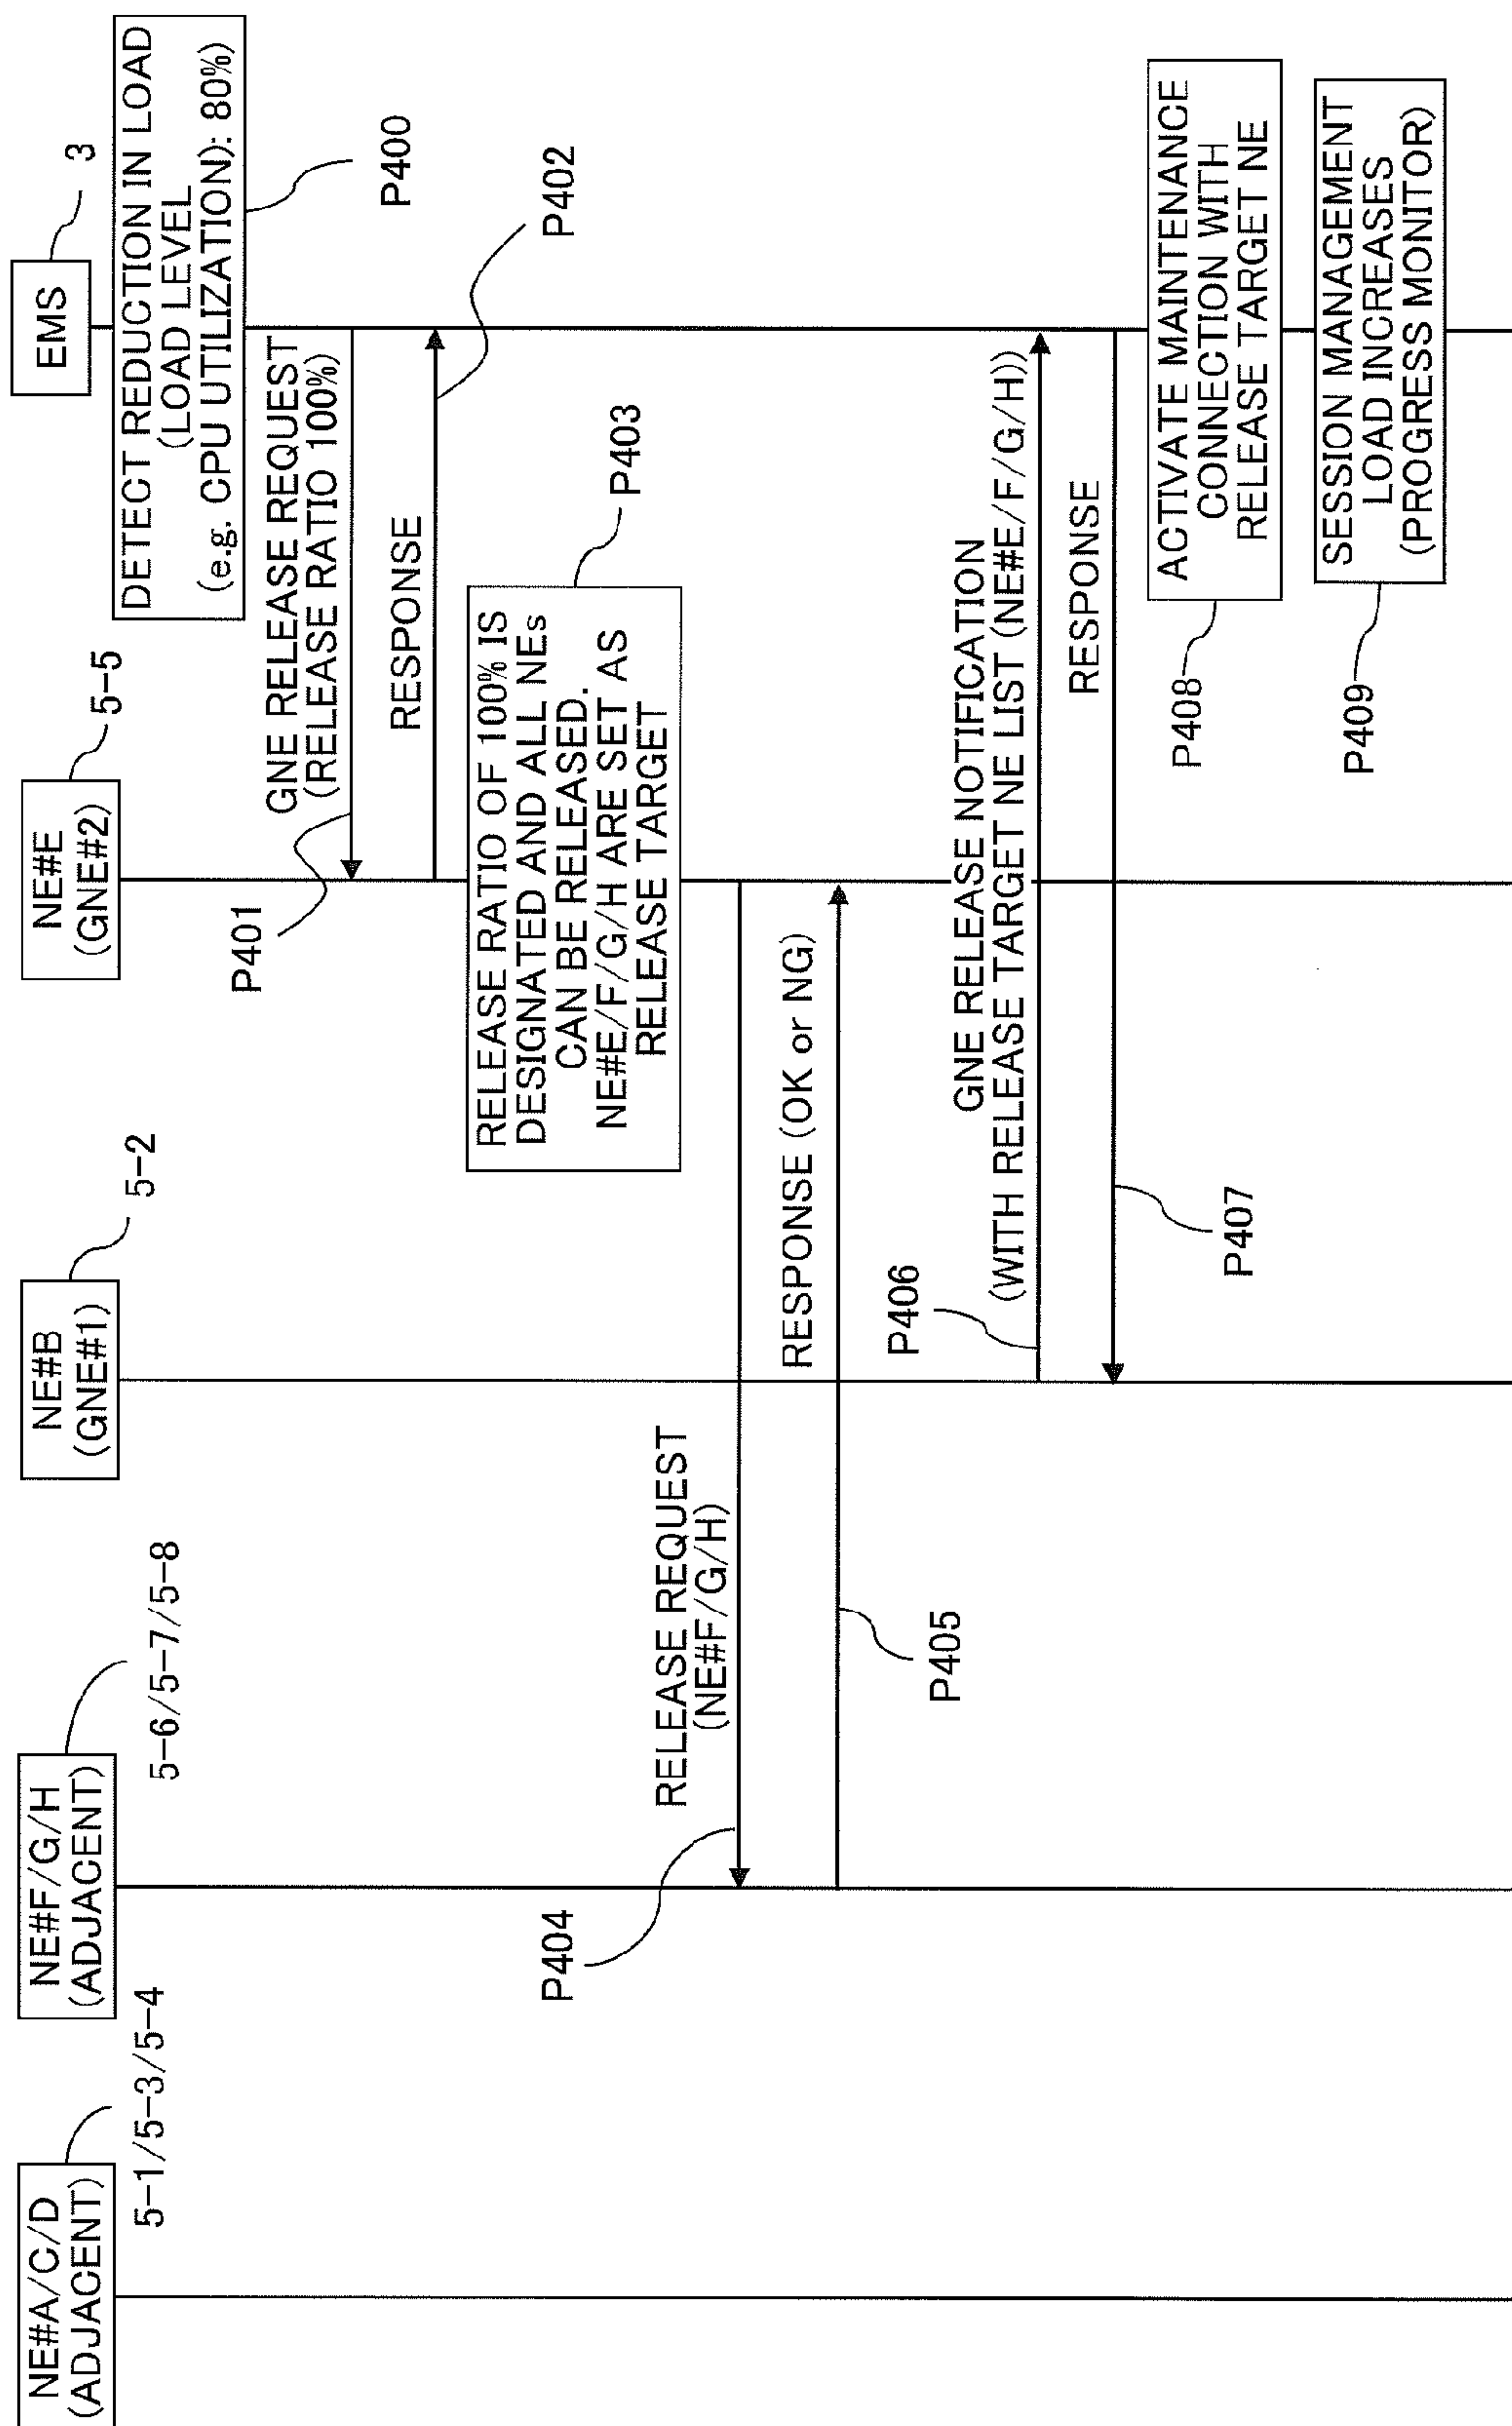 NE#A/C/D
(ADJACENT)
5-1/5-3/5-4
NE#F/G/H
(ADJACENT)
5-6/5-7/5-8
NE#B
(GNE#1)
5-2
NE#E
(GNE#2)
5-5
EMS
3
DETECT REDUCTION IN LOAD
(LOAD LEVEL
(e.g. CPU UTILIZATION): 80%)
P400
GNE RELEASE REQUEST
(RELEASE RATIO 100%)
P401
RESPONSE
P402
RELEASE RATIO OF 100% IS
DESIGNATED AND ALL NEs
CAN BE RELEASED.
NE#E/F/G/H ARE SET AS
RELEASE TARGET
P403
RELEASE REQUEST
(NE#F/G/H)
P404
RESPONSE (OK or NG)
P405
GNE RELEASE NOTIFICATION
(WITH RELEASE TARGET NE LIST (NE#E/F/G/H))
P406
RESPONSE
P407
ACTIVATE MAINTENANCE
CONNECTION WITH
RELEASE TARGET NE
P408
SESSION MANAGEMENT
LOAD INCREASES
(PROGRESS MONITOR)
P409